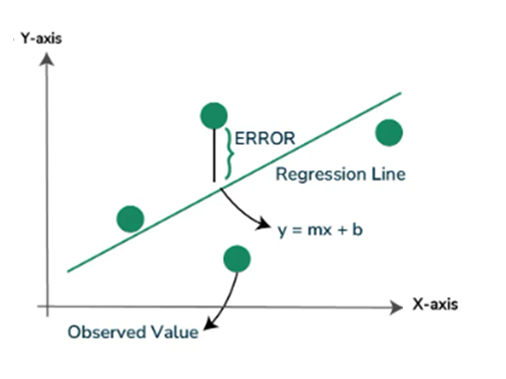 Y-axis
ERROR
Regression Line
y = mx + b
X-axis
Observed Value